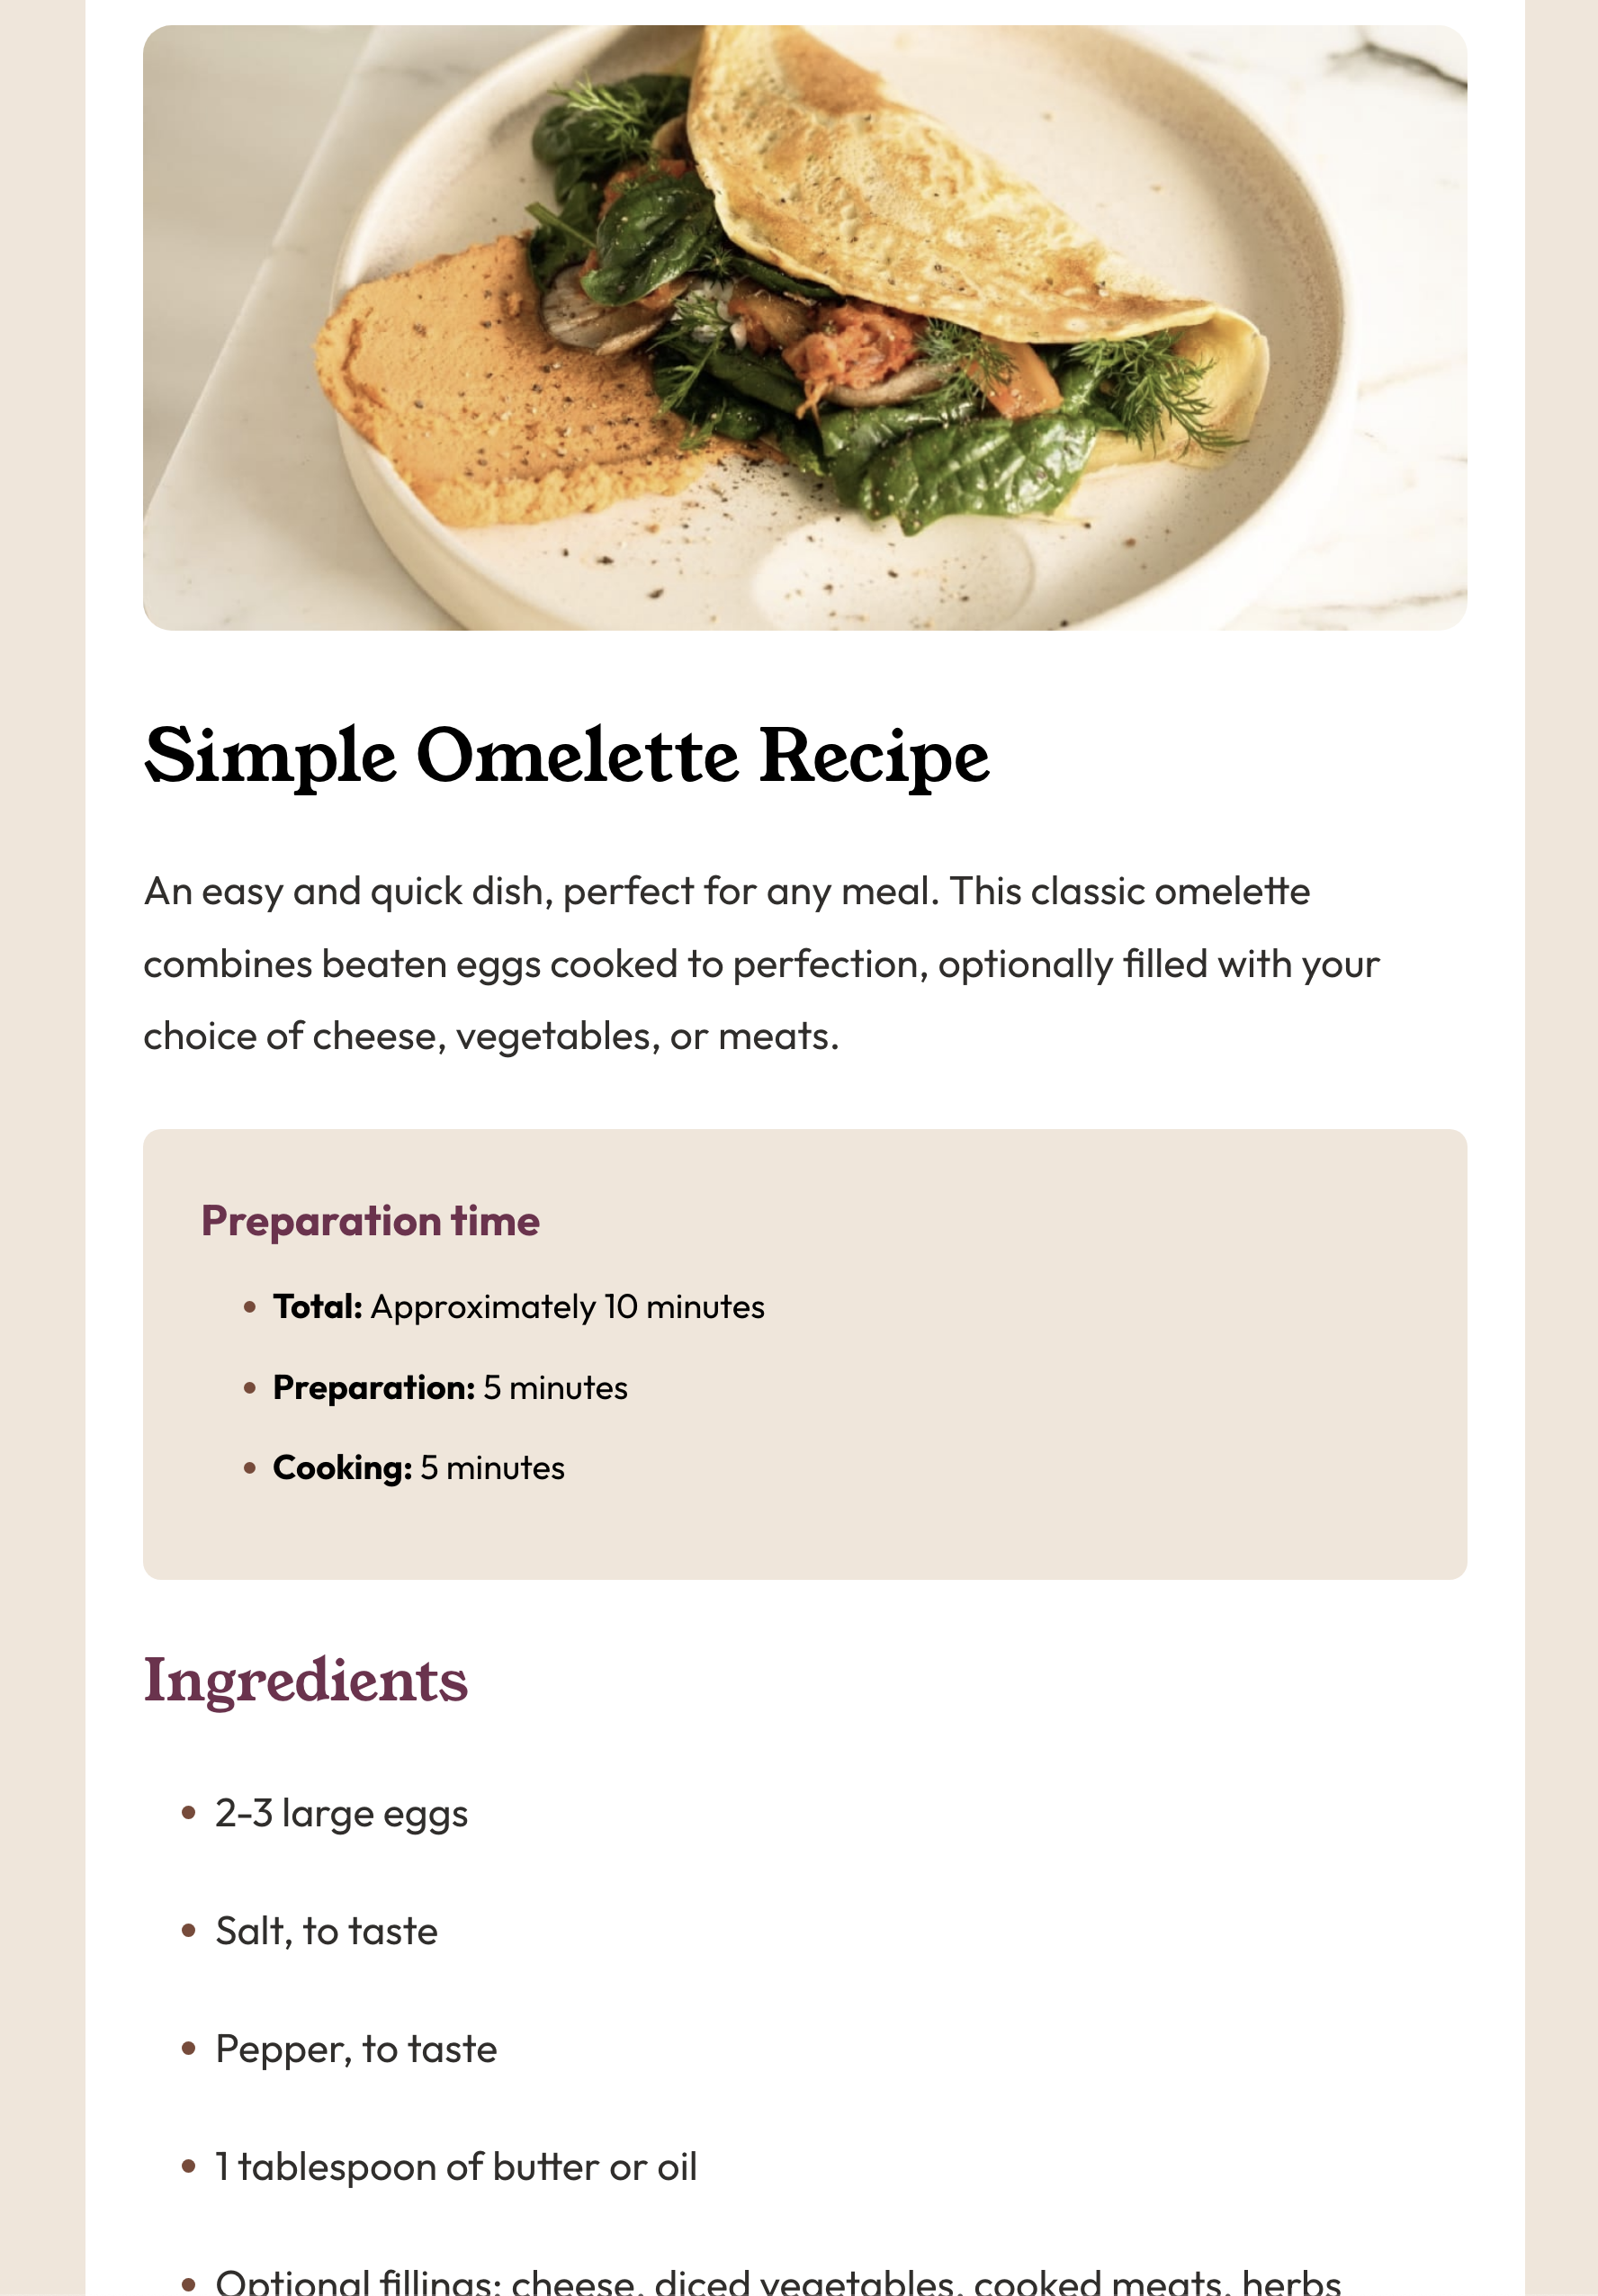 Simple Omelette Recipe
An easy and quick dish, perfect for any meal. This classic omelette
combines beaten eggs cooked to perfection, optionally filled with your
choice of cheese, vegetables, or meats.
Preparation time
Total: Approximately 10 minutes
Preparation: 5 minutes
Cooking: 5 minutes
Ingredients
2-3 large eggs
Salt, to taste
Pepper, to taste
1 tablespoon of butter or oil
Optional fillings: cheese, diced vegetables, cooked meats, herbs